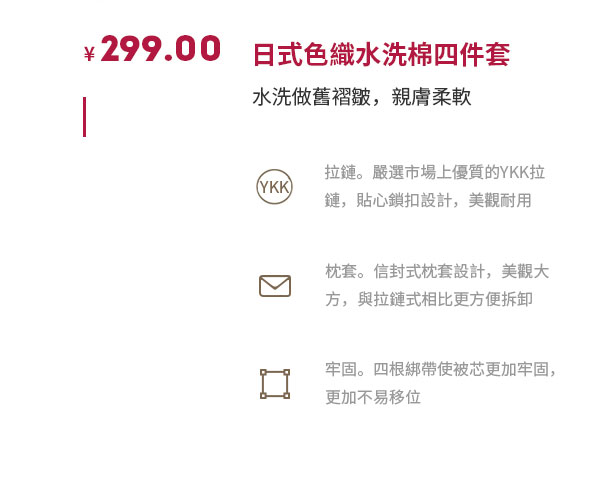 ¥ 299.00
日式色織水洗棉四件套
水洗做舊褶皺，親膚柔軟
YKK
拉鏈。嚴選市場上優質的YKK拉
鏈，貼心鎖扣設計，美觀耐用
枕套。信封式枕套設計，美觀大
方，與拉鏈式相比更方便拆卸
牢固。四根綁帶使被芯更加牢固，
更加不易移位